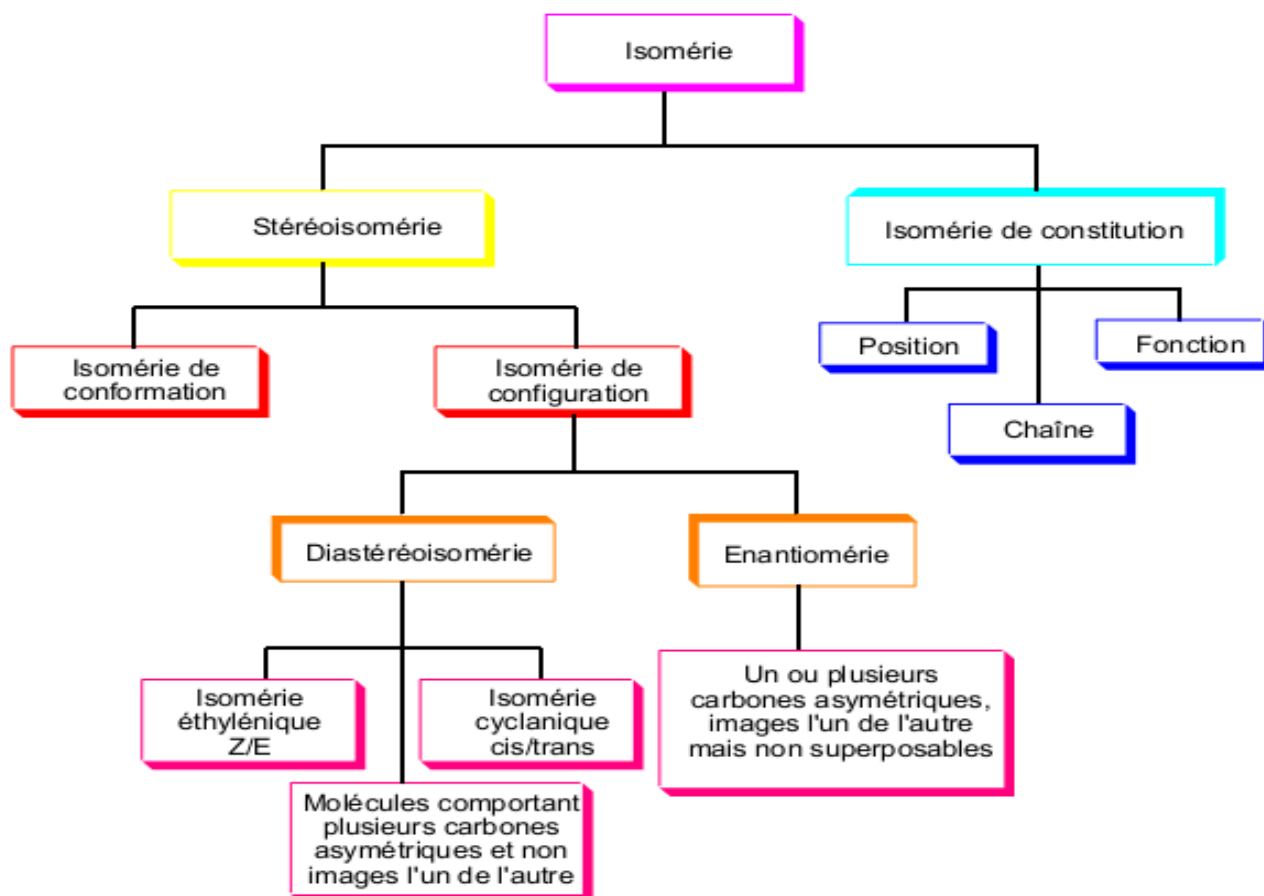 Isomérie
Stéréoisomérie
Isomérie de constitution
Isomérie de
conformation
Isomérie de
configuration
Position
Fonction
Chaîne
Diastéréoisomérie
Enantiomérie
Isomérie
éthylénique
Z/E
Isomérie
cyclanique
cis/trans
Un ou plusieurs
carbones asymétriques,
images l'un de l'autre
mais non superposables
Molécules comportant
plusieurs carbones
asymétriques et non
images l'un de l'autre